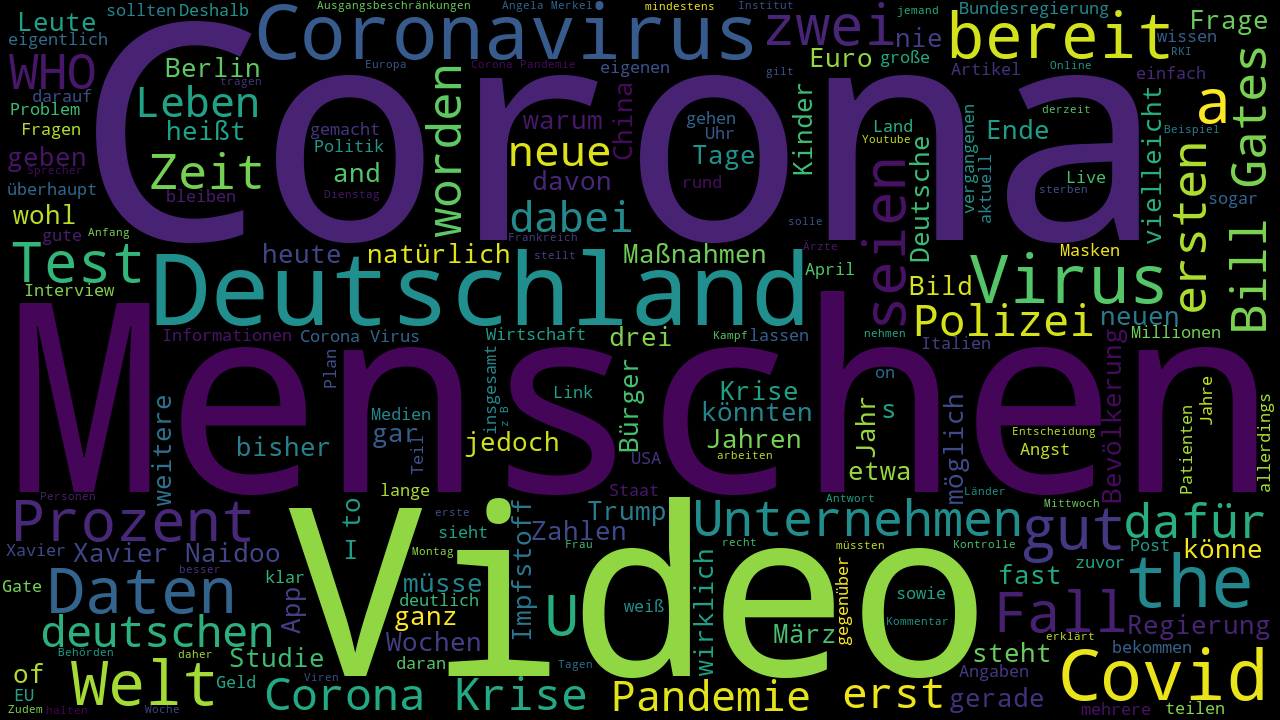 Ausgangsbeschränkungen
Angela Merkel
mindestens
Institut
jemand
Bundesregierung
sollten
Deshalb
Leute
Coronavirus
zwei
nie
bereit
Frage
eigentlich
wissen
RKI
WHO
Berlin
Europa
Corona Pandemie
eigenen
gilt
Euro
große
Artikel
Online
einfach
Gates
darauf
tragen
Corona
Problem
Leben
worden
warum
China
gehen
Kinder
derzeit
vielleicht
a
Fragen
heißt
gemacht
Politik
neue
Uhr
Tage
Land
Youtube
Ende
vergangenen
Beispiel
geben
sprecher
Zeit
and
davon
rund
Deutsche
aktuell
Live
ersten
überhaupt
bleiben
Dienstag
sterben
sogar
wohl
gute
Anfang
dabei
Frankreich
solle
seien
Bill
Test
heute
natürlich
stellt
Maßnahmen
Ärzte
April
Masken
Interview
Deutschland
Bild
Virus
Menschen
Polizei
neuen
Informationen
Corona Virus
Wirtschaft
drei
Kampf
lassen
nehmen
Italien
Millionen
Plan
insgesamt
Link
Bürger
Krise
on
Bevölkerung
Jahre
weitere
z B
Medien
könnten
Jahr
s
möglich
Patienten
allerdings
bisher
gar
Teil
jedoch
USA
Jahren
arbeiten
etwa
Entscheidung
Angst
Personen
lange
Staat
Antwort
Länder
Mittwoch
Prozent
to
Video
erste
Impfstoff
Trump
Unternehmen
gut
dafür
Xavier
Xavier Naidoo
I
sieht
Zahlen
Montag
Frau
wirklich
recht
müssten
Kontrolle
Post
könne
besser
Gate
Daten
klar
App
müsse
deutlich
U
weiß
gegenüber
sowie
fast
zuvor
the
deutschen
ganz
März
Kommentar
Fall
Regierung
Behörden
daher
Studie
Wochen
daran
Tagen
steht
erklärt
bekommen
of
Welt
Viren
Geld
EU
Angaben
Covid
Zudem
halten
Woche
Corona Krise
Pandemie
erst
gerade
mehrere
teilen